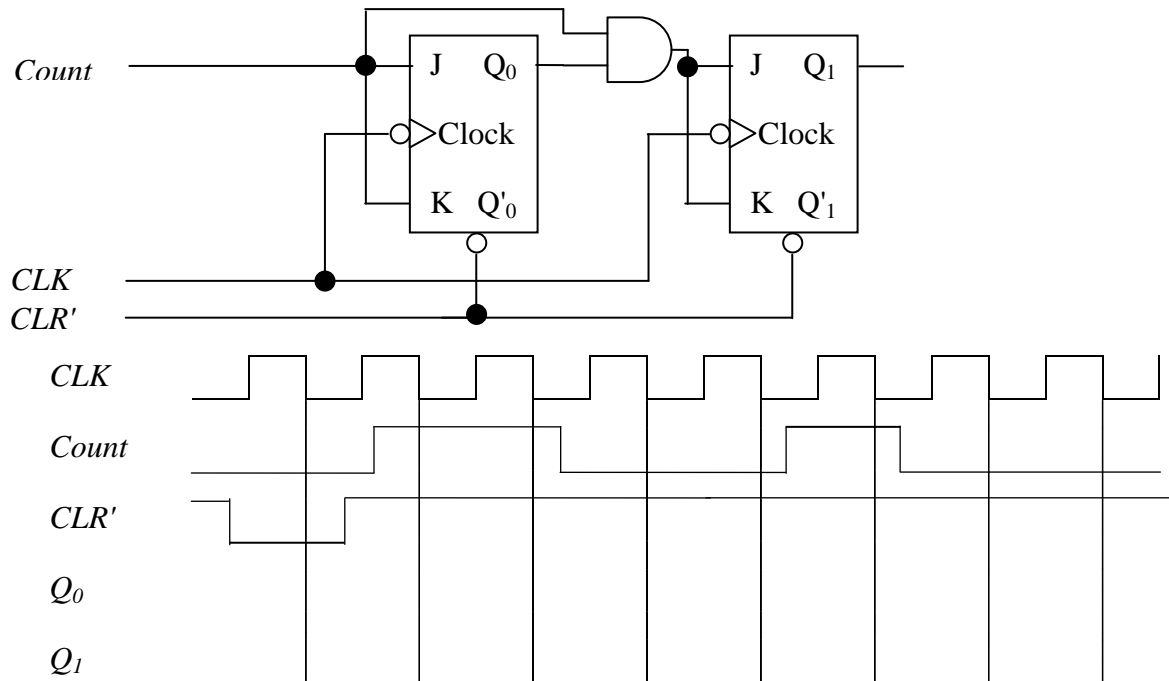 Count
J Q₀
Clock
K Q'₀
J Q₁
Clock
K Q'₁
CLK
CLR'
CLK
Count
CLR'
Q₀
Q₁